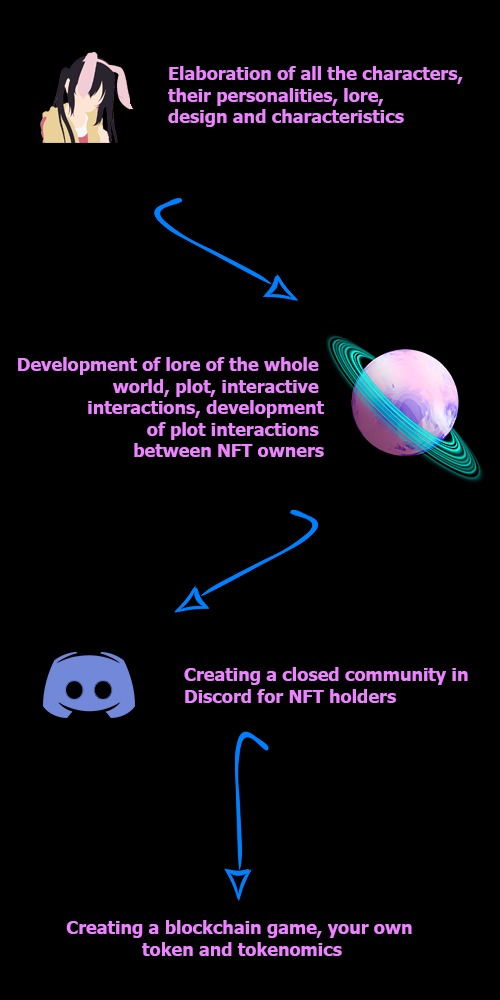 Elaboration of all the characters,
their personalities, lore,
design and characteristics
Development of lore of the whole
world, plot, interactive
interactions, development
of plot interactions
between NFT owners
Creating a closed community in
Discord for NFT holders
Creating a blockchain game, your own
token and tokenomics